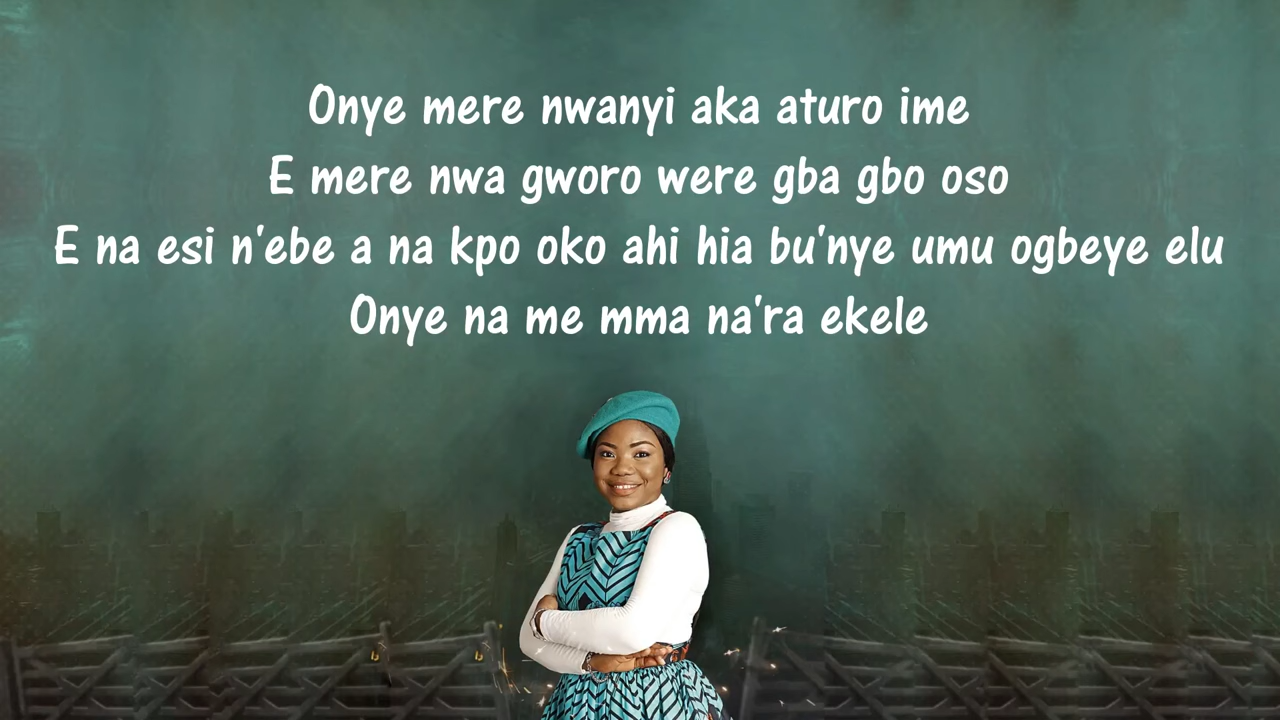 Onye mere nwanyi aka aturo ime
E mere nwa gworo were gba gbo oso
E na esi n'ebe a na kpo oko ahi hia bu'nye umu ogbeye elu
Onye na me mma na'ra ekele